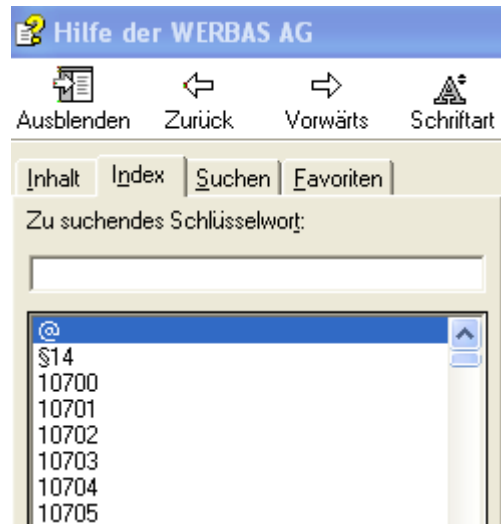 Hilfe der WERBAS AG
Ausblenden Zurück Vorwärts Schriftart
Inhalt Index Suchen Favoriten
Zu suchendes Schlüsselwort:
@
§14
10700
10701
10702
10703
10704
10705